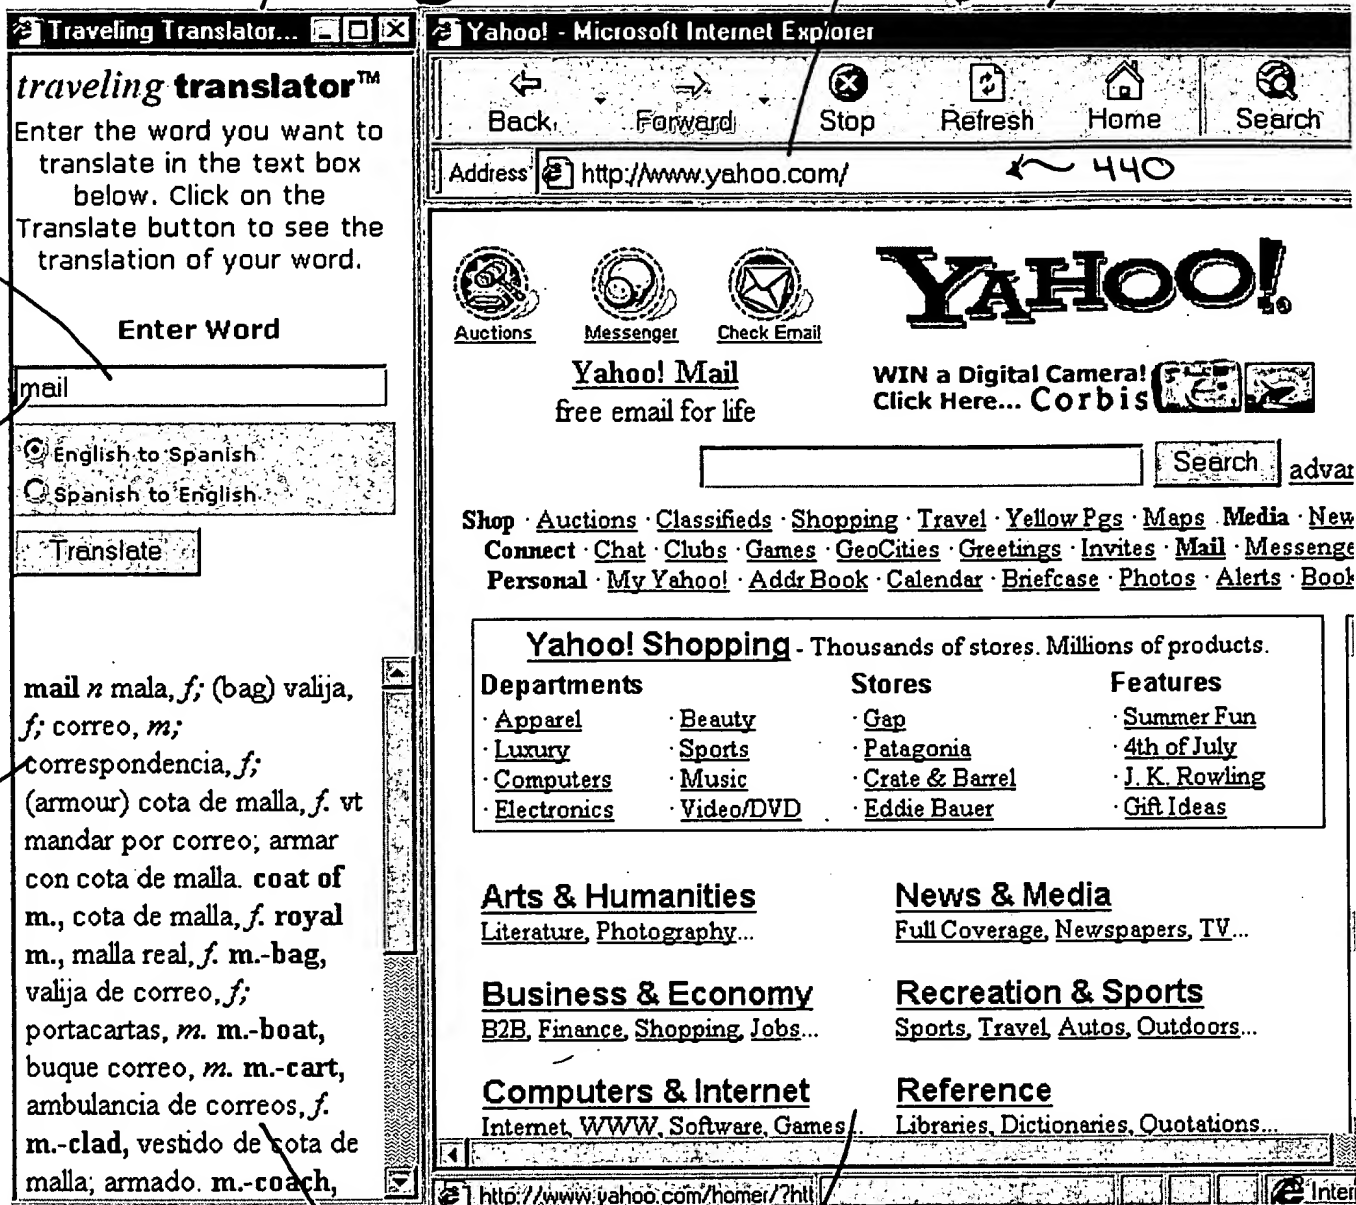 Traveling Translator...
traveling translator™
Enter the word you want to
translate in the text box
below. Click on the
Translate button to see the
translation of your word.
Enter Word
mail
English to Spanish
Spanish to English
Translate
mail n mala, f; (bag) valija,
f; correo, m;
correspondencia, f;
(armour) cota de malla, f. vt
mandar por correo; armar
con cota de malla. coat of
m., cota de malla, f. royal
m., malla real, f. m.-bag,
valija de correo, f;
portacartas, m. m.-boat,
buque correo, m. m.-cart,
ambulancia de correos, f.
m.-clad, vestido de cota de
malla; armado. m.-coach,
Yahoo! - Microsoft Internet Explorer
Back Forward Stop Refresh Home Search
Address http://www.yahoo.com/ 440
Auctions Messenger Check Email
YAHOO!
Yahoo! Mail
free email for life
WIN a Digital Camera!
Click Here... Corbis
Search advar
Shop · Auctions · Classifieds · Shopping · Travel · Yellow Pgs · Maps Media · New
Connect · Chat · Clubs · Games · GeoCities · Greetings · Invites · Mail · Messenge
Personal · My Yahoo! · Addr Book · Calendar · Briefcase · Photos · Alerts · Book
Yahoo! Shopping - Thousands of stores. Millions of products.
Departments Stores Features
· Apparel · Beauty · Gap · Summer Fun
· Luxury · Sports · Patagonia · 4th of July
· Computers · Music · Crate & Barrel · J. K. Rowling
· Electronics · Video/DVD · Eddie Bauer · Gift Ideas
Arts & Humanities News & Media
Literature, Photography... Full Coverage, Newspapers, TV...
Business & Economy Recreation & Sports
B2B, Finance, Shopping, Jobs... Sports, Travel, Autos, Outdoors...
Computers & Internet Reference
Internet, WWW, Software, Games... Libraries, Dictionaries, Quotations...
http://www.yahoo.com/homer/?htt Inter